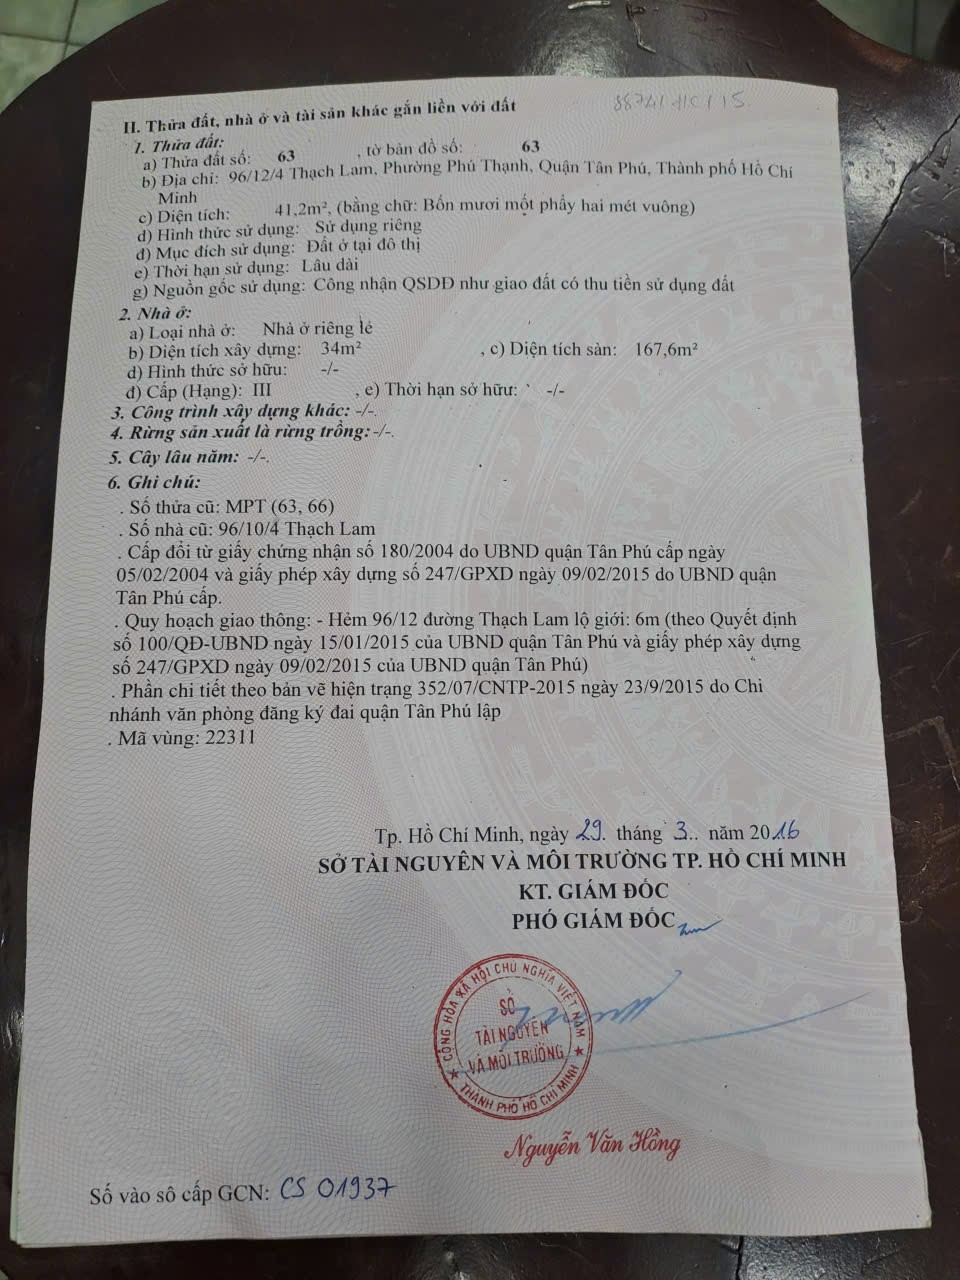 8874/11C/15
II. Thửa đất, nhà ở và tài sản khác gắn liền với đất
1. Thửa đất:
a) Thửa đất số: 63 , tờ bản đồ số: 63
b) Địa chỉ: 96/12/4 Thạch Lam, Phường Phú Thạnh, Quận Tân Phú, Thành phố Hồ Chí
Minh
c) Diện tích: 41,2m², (bằng chữ: Bốn mươi một phẩy hai mét vuông)
d) Hình thức sử dụng: Sử dụng riêng
đ) Mục đích sử dụng: Đất ở tại đô thị
e) Thời hạn sử dụng: Lâu dài
g) Nguồn gốc sử dụng: Công nhận QSDĐ như giao đất có thu tiền sử dụng đất
2. Nhà ở:
a) Loại nhà ở: Nhà ở riêng lẻ
b) Diện tích xây dựng: 34m² , c) Diện tích sàn: 167,6m²
d) Hình thức sở hữu: -/-
đ) Cấp (Hạng): III , e) Thời hạn sở hữu: -/-
3. Công trình xây dựng khác: -/-.
4. Rừng sản xuất là rừng trồng: -/-.
5. Cây lâu năm: -/-.
6. Ghi chú:
. Số thửa cũ: MPT (63, 66)
. Số nhà cũ: 96/10/4 Thạch Lam
. Cấp đổi từ giấy chứng nhận số 180/2004 do UBND quận Tân Phú cấp ngày
05/02/2004 và giấy phép xây dựng số 247/GPXD ngày 09/02/2015 do UBND quận
Tân Phú cấp.
. Quy hoạch giao thông: - Hẻm 96/12 đường Thạch Lam lộ giới: 6m (theo Quyết định
số 100/QĐ-UBND ngày 15/01/2015 của UBND quận Tân Phú và giấy phép xây dựng
số 247/GPXD ngày 09/02/2015 của UBND quận Tân Phú)
. Phần chi tiết theo bản vẽ hiện trạng 352/07/CNTP-2015 ngày 23/9/2015 do Chi
nhánh văn phòng đăng ký đai quận Tân Phú lập
. Mã vùng: 22311
Tp. Hồ Chí Minh, ngày 29. tháng 3.. năm 2016
SỞ TÀI NGUYÊN VÀ MÔI TRƯỜNG TP. HỒ CHÍ MINH
KT. GIÁM ĐỐC
PHÓ GIÁM ĐỐC
CỘNG HÒA XÃ HỘI CHỦ NGHĨA VIỆT NAM
SỞ
TÀI NGUYÊN
VÀ MÔI TRƯỜNG
THÀNH PHỐ HỒ CHÍ MINH
Nguyễn Văn Hồng
Số vào sổ cấp GCN: CS 01937